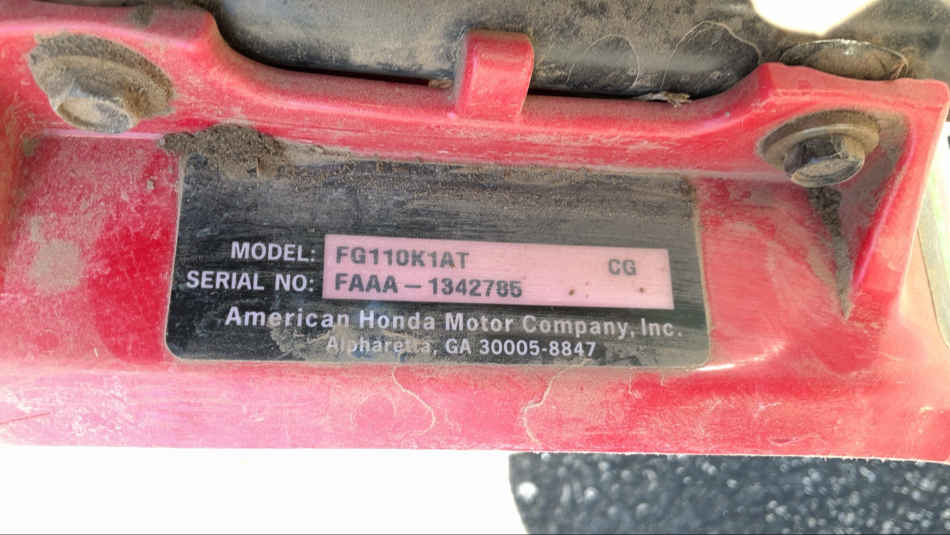 MODEL: FG110K1AT CG
SERIAL NO: FAAA-1342785
American Honda Motor Company, Inc.
Alpharetta, GA 30005-8847